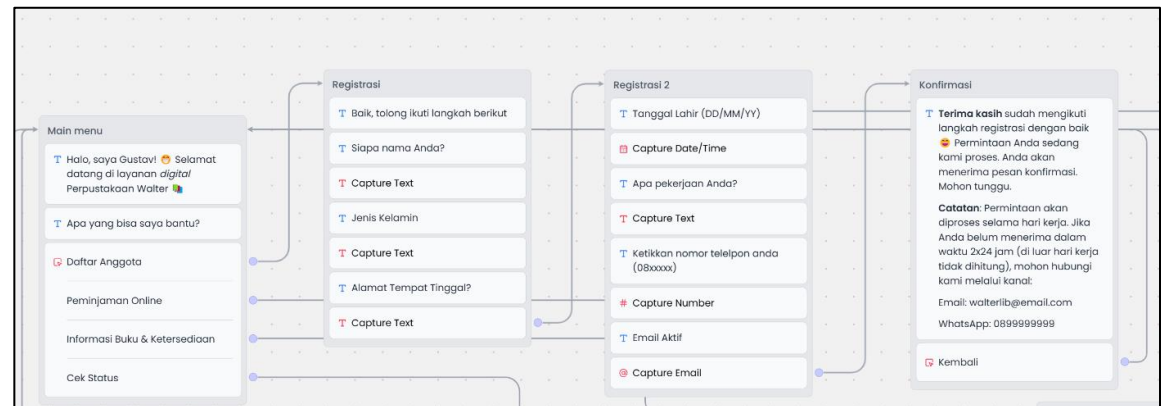 Main menu
Halo, saya Gustav! 😁 Selamat
datang di layanan digital
Perpustakaan Walter 📚
Apa yang bisa saya bantu?
Daftar Anggota
Peminjaman Online
Informasi Buku & Ketersediaan
Cek Status
Registrasi
Baik, tolong ikuti langkah berikut
Siapa nama Anda?
Capture Text
Jenis Kelamin
Capture Text
Alamat Tempat Tinggal?
Capture Text
Registrasi 2
Tanggal Lahir (DD/MM/YY)
Capture Date/Time
Apa pekerjaan Anda?
Capture Text
Ketikkan nomor telelpon anda
(08xxxxx)
Capture Number
Email Aktif
Capture Email
Konfirmasi
Terima kasih sudah mengikuti
langkah registrasi dengan baik
😄 Permintaan Anda sedang
kami proses. Anda akan
menerima pesan konfirmasi.
Mohon tunggu.
Catatan: Permintaan akan
diproses selama hari kerja. Jika
Anda belum menerima dalam
waktu 2x24 jam (di luar hari kerja
tidak dihitung), mohon hubungi
kami melalui kanal:
Email: walterlib@email.com
WhatsApp: 0899999999
Kembali